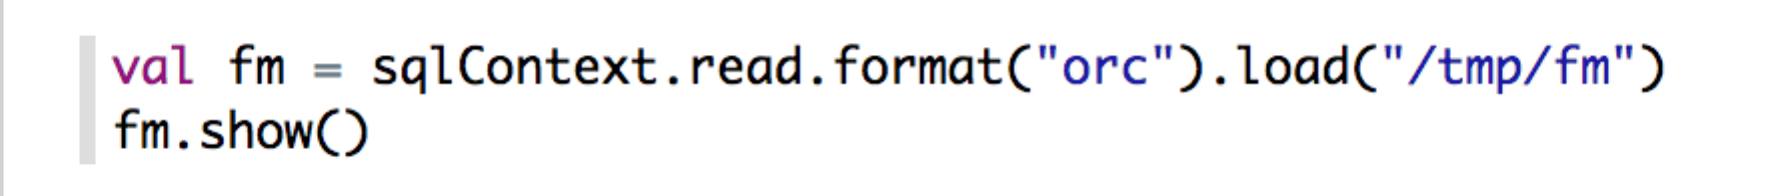 val fm = sqlContext.read.format("orc").load("/tmp/fm")
fm.show()